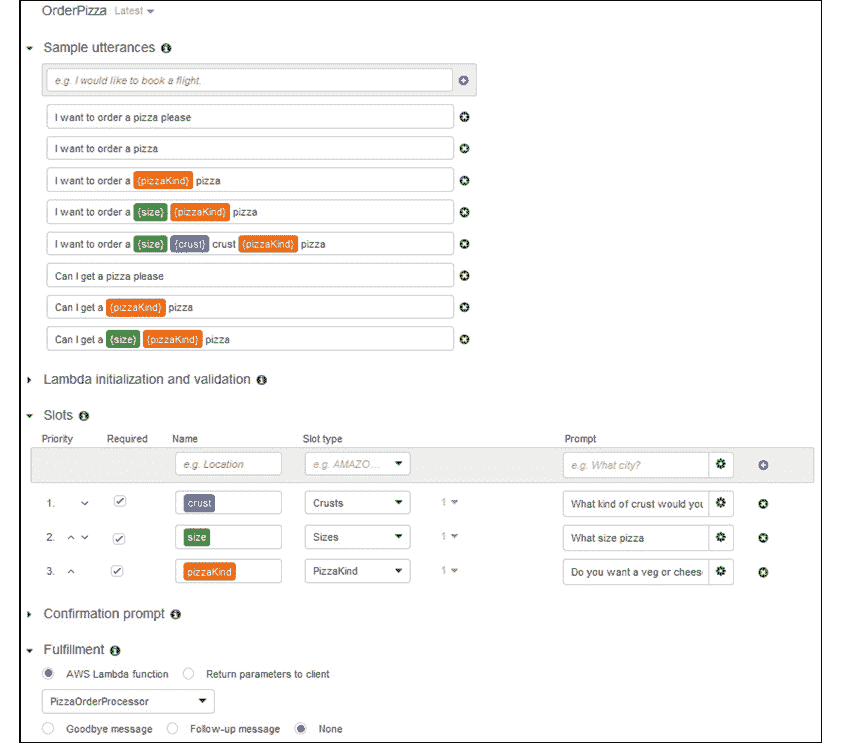 OrderPizza Latest
Sample utterances
e.g. I would like to book a flight.
I want to order a pizza please
I want to order a pizza
I want to order a {pizzaKind} pizza
I want to order a {size} {pizzaKind} pizza
I want to order a {size} {crust} crust {pizzaKind} pizza
Can I get a pizza please
Can I get a {pizzaKind} pizza
Can I get a {size} {pizzaKind} pizza
Lambda initialization and validation
Slots
Priority Required Name Slot type Prompt
e.g. Location e.g. AMAZO... e.g. What city?
1. crust Crusts 1 What kind of crust would you
2. size Sizes 1 What size pizza
3. pizzaKind PizzaKind 1 Do you want a veg or chees
Confirmation prompt
Fulfillment
AWS Lambda function Return parameters to client
PizzaOrderProcessor
Goodbye message Follow-up message None